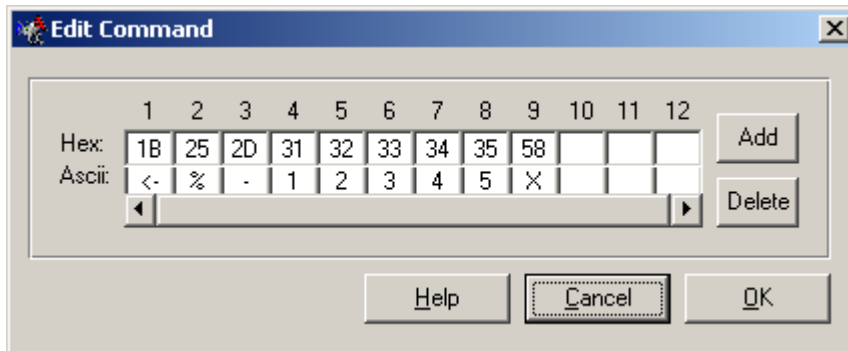 Edit Command
1 2 3 4 5 6 7 8 9 10 11 12
Hex: 1B 25 2D 31 32 33 34 35 58
Add
Ascii: <- % - 1 2 3 4 5 X
Delete
Help Cancel OK